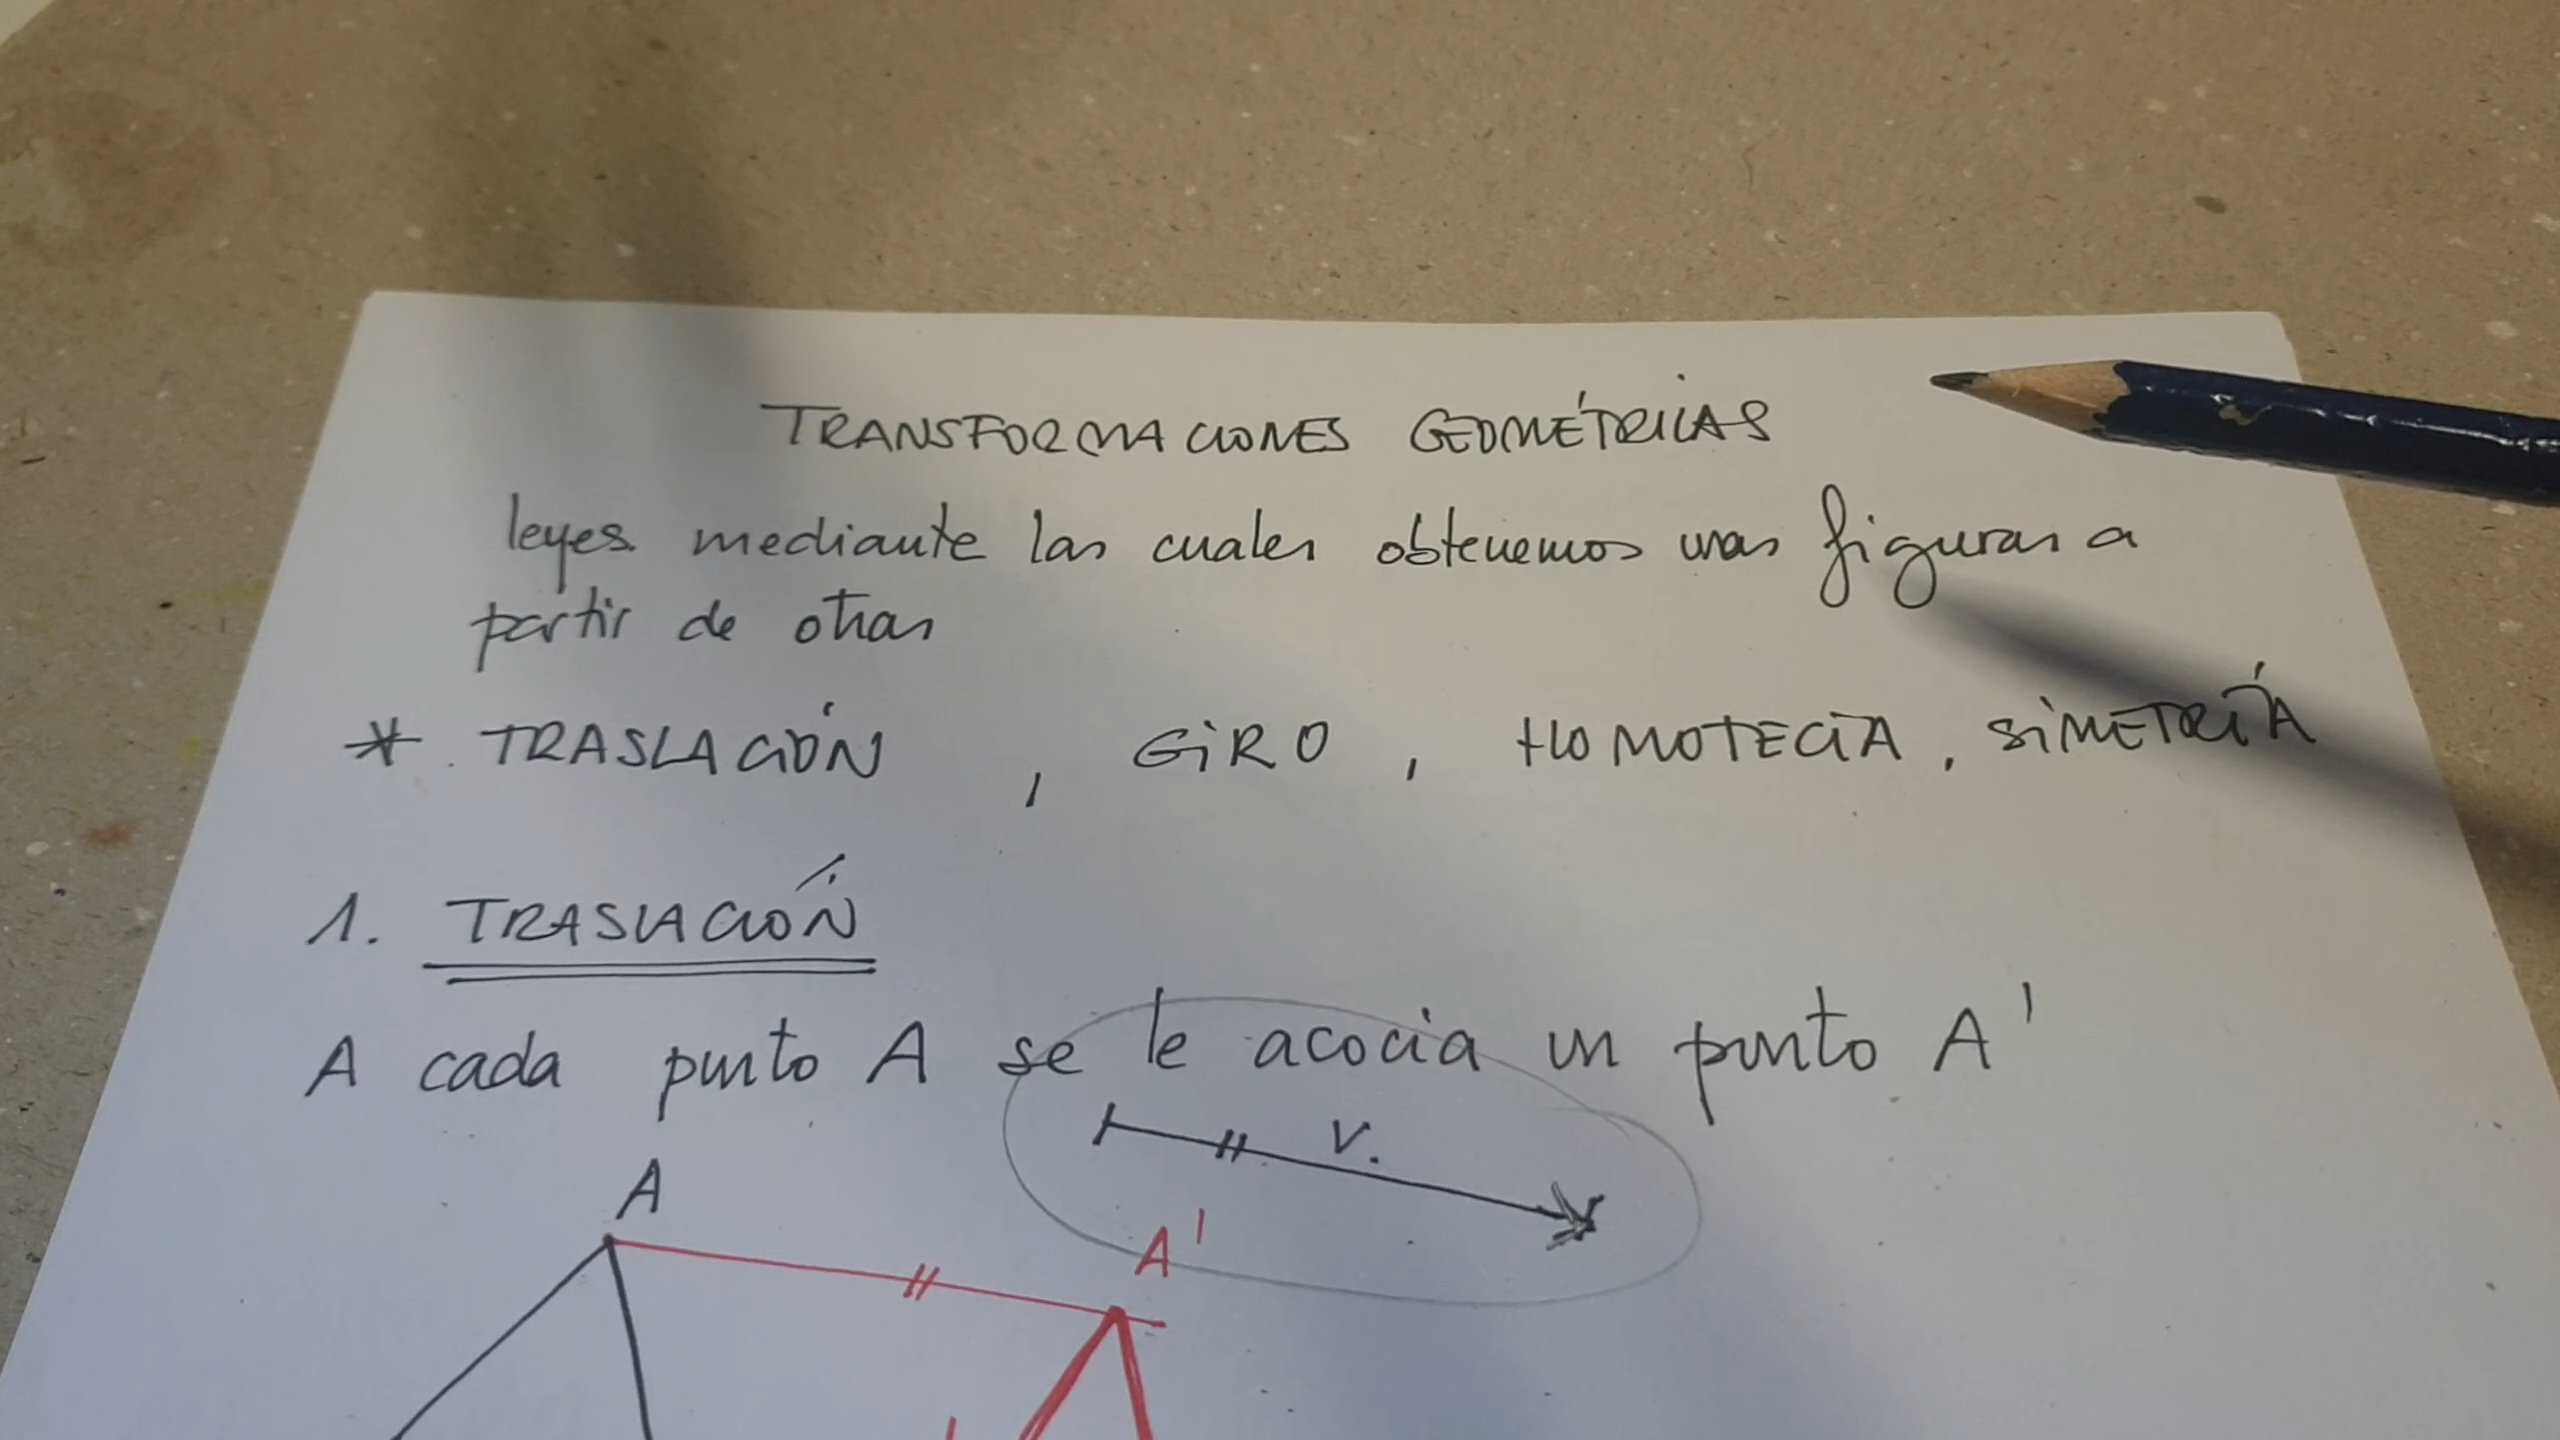 TRANSFORMACIONES GEOMÉTRICAS
leyes mediante las cuales obtenemos unas figuras a
partir de otras
* TRASLACIÓN , GIRO , HOMOTECIA , SIMETRÍA
1. TRASLACIÓN
A cada punto A se le acocia un punto A'
V.
A
A'